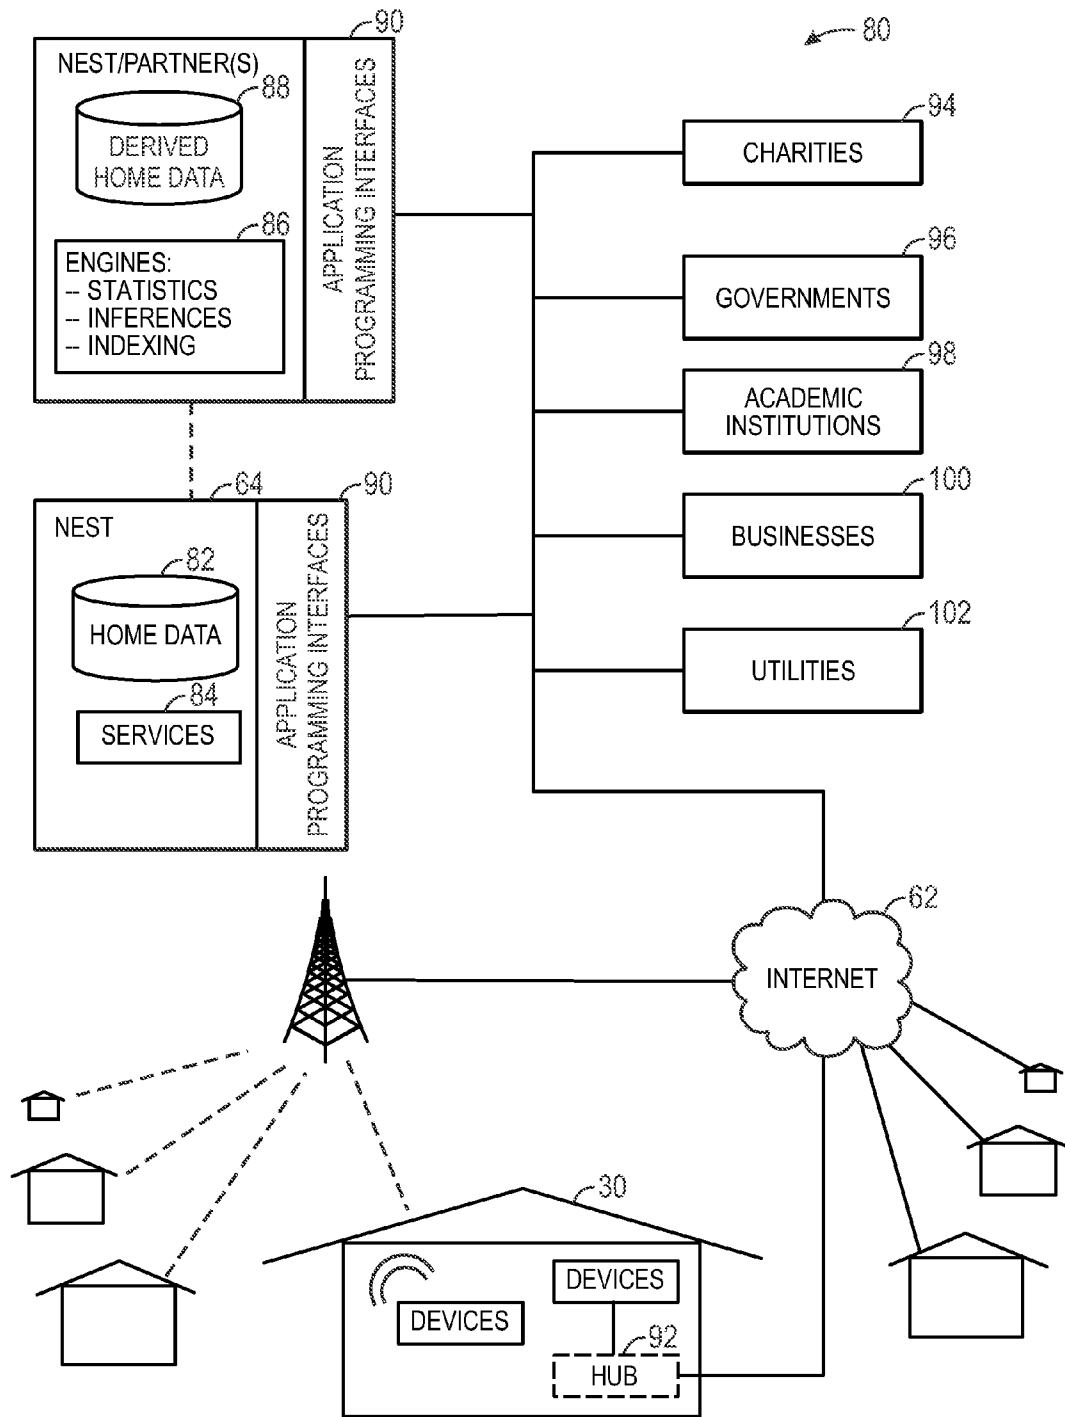 80
90
NEST/PARTNER(S)
88
DERIVED
HOME DATA
86
ENGINES:
-- STATISTICS
-- INFERENCES
-- INDEXING
APPLICATION
PROGRAMMING INTERFACES
94
CHARITIES
96
GOVERNMENTS
98
ACADEMIC
INSTITUTIONS
100
BUSINESSES
102
UTILITIES
64
90
NEST
82
HOME DATA
84
SERVICES
APPLICATION
PROGRAMMING INTERFACES
62
INTERNET
30
DEVICES
DEVICES
92
HUB